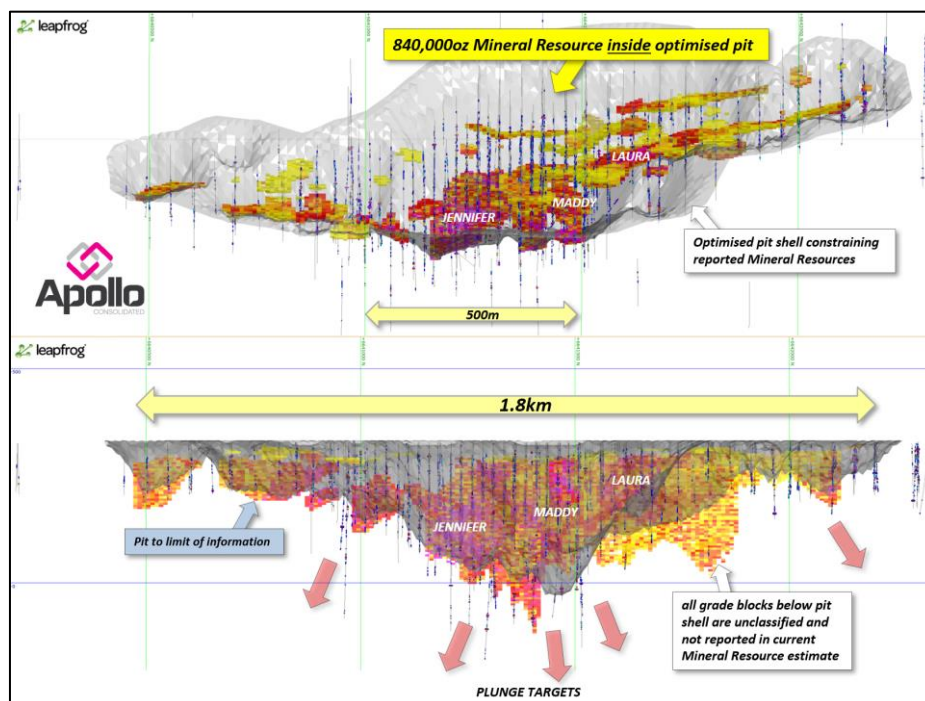 leapfrog
840,000oz Mineral Resource inside optimised pit
LAURA
MADDY
JENNIFER
Optimised pit shell constraining
reported Mineral Resources
Apollo
CONSOLIDATED
500m
leapfrog
500
1.8km
LAURA
MADDY
JENNIFER
Pit to limit of information
0
all grade blocks below pit
shell are unclassified and
not reported in current
Mineral Resource estimate
PLUNGE TARGETS